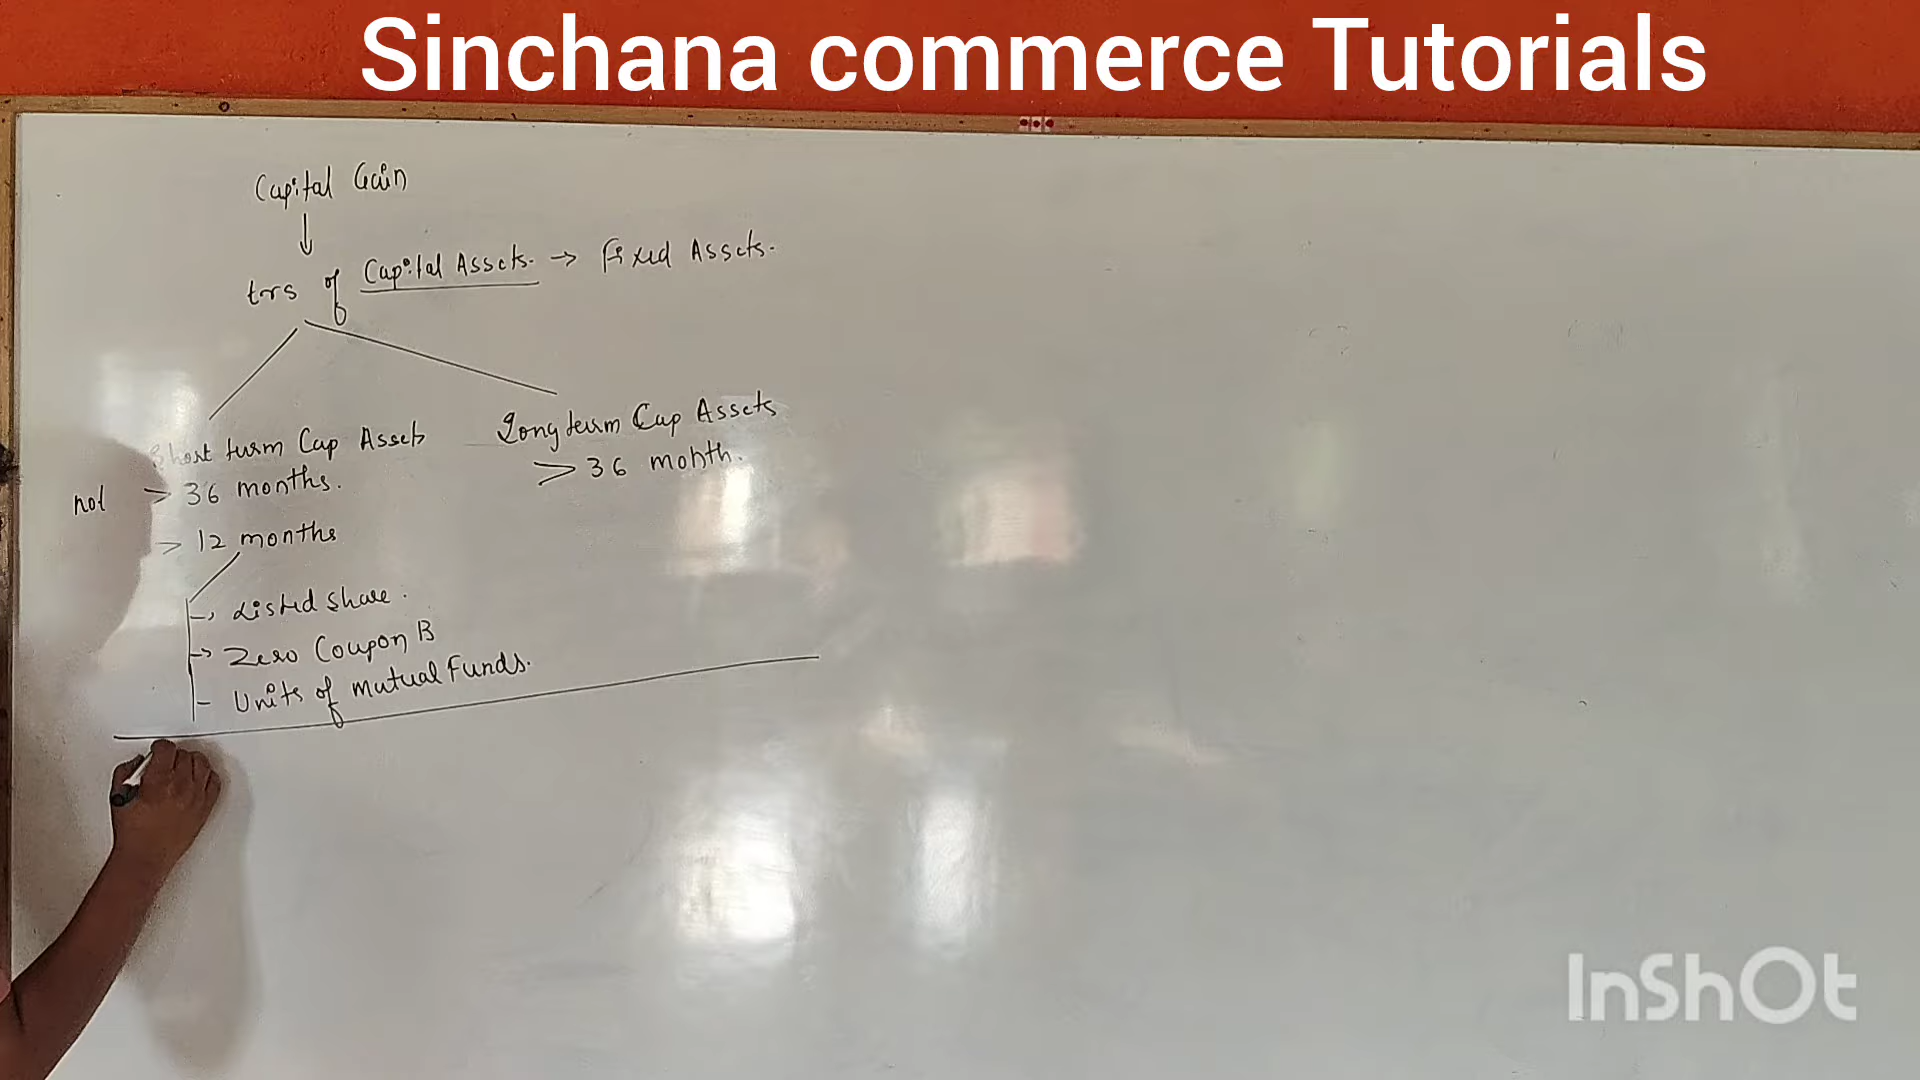 Sinchana commerce Tutorials
Capital Gain
↓
trs of Capital Assets. → Fixed Assets.
Short term Cap Assets
not > 36 months.
> 12 months
→ Listed share.
→ Zero Coupon B
- Units of mutual Funds.
Long term Cap Assets
> 36 month.
InShOt